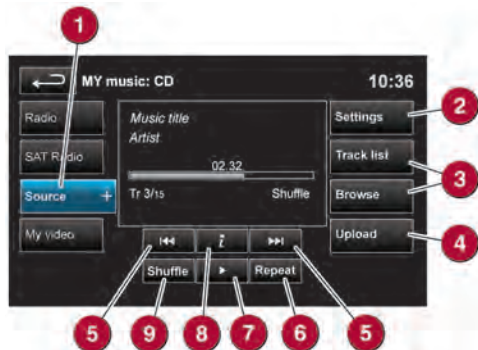 1
MY music: CD 10:36
Radio
SAT Radio
Source +
My video
Music title
Artist
02.32
Tr 3/15 Shuffle
Settings
Track list
Browse
Upload
2
3
4
i
Shuffle Repeat
5 9 8 7 6 5